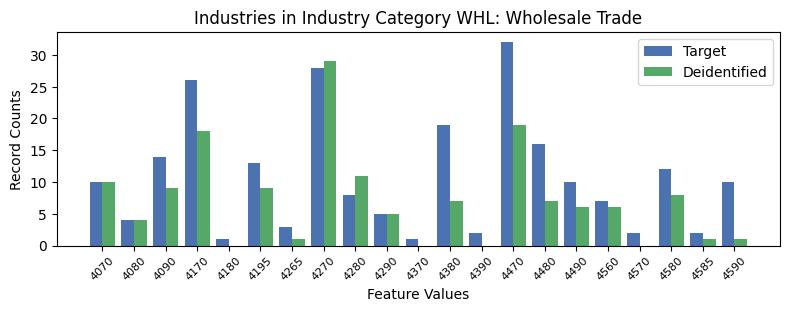 Industries in Industry Category WHL: Wholesale Trade
Target
Deidentified
Record Counts
30
25
20
15
10
5
0
4070 4080 4090 4170 4180 4195 4265 4270 4280 4290 4370 4380 4390 4470 4480 4490 4560 4570 4580 4585 4590
Feature Values